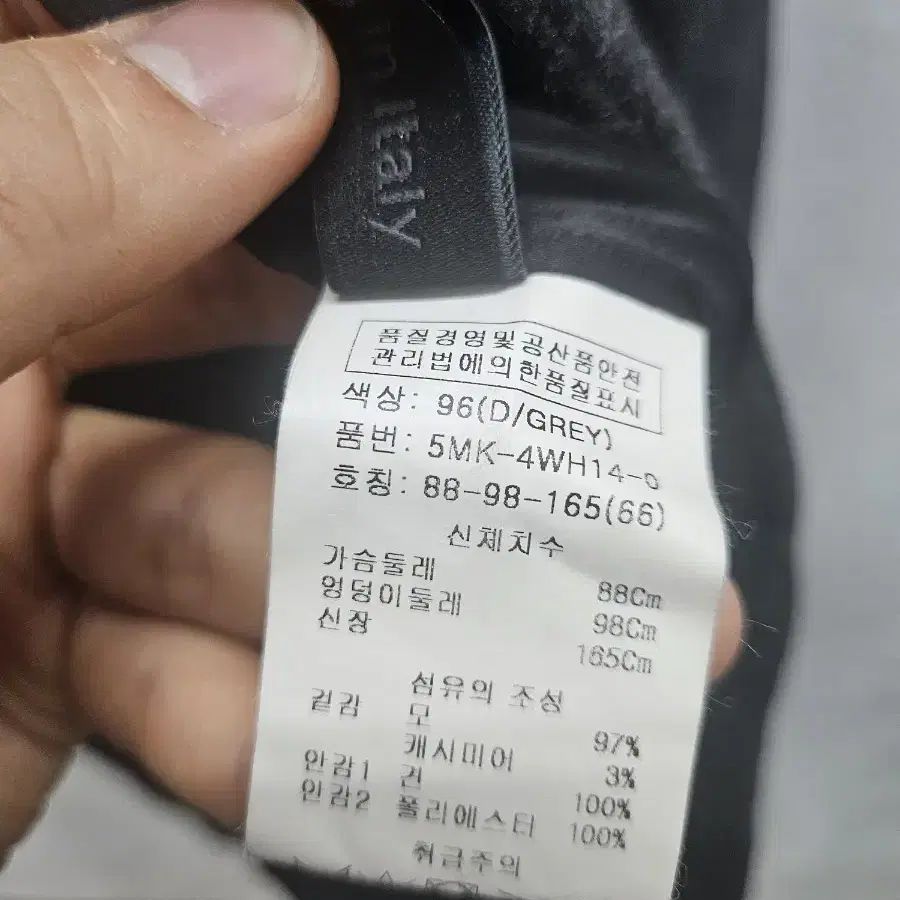 in Italy
품질경영및공산품안전
관리법에의한품질표시
색상: 96(D/GREY)
품번: 5MK-4WH14-0
호칭: 88-98-165(66)
신체치수
가슴둘레 88Cm
엉덩이둘레 98Cm
신장 165Cm
섬유의 조성
겉감 모 97%
캐시미어 3%
안감1 견 100%
안감2 폴리에스터 100%
취급주의